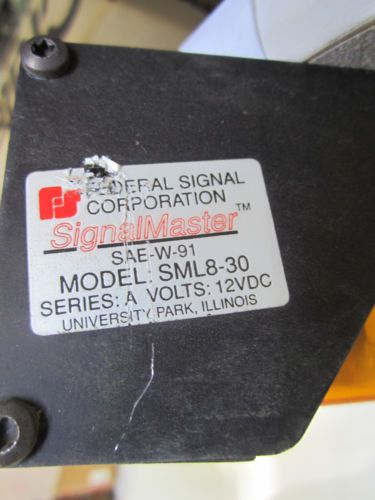 FEDERAL SIGNAL
CORPORATION
SignalMaster™
SAE-W-91
MODEL: SML8-30
SERIES: A VOLTS: 12VDC
UNIVERSITY PARK, ILLINOIS